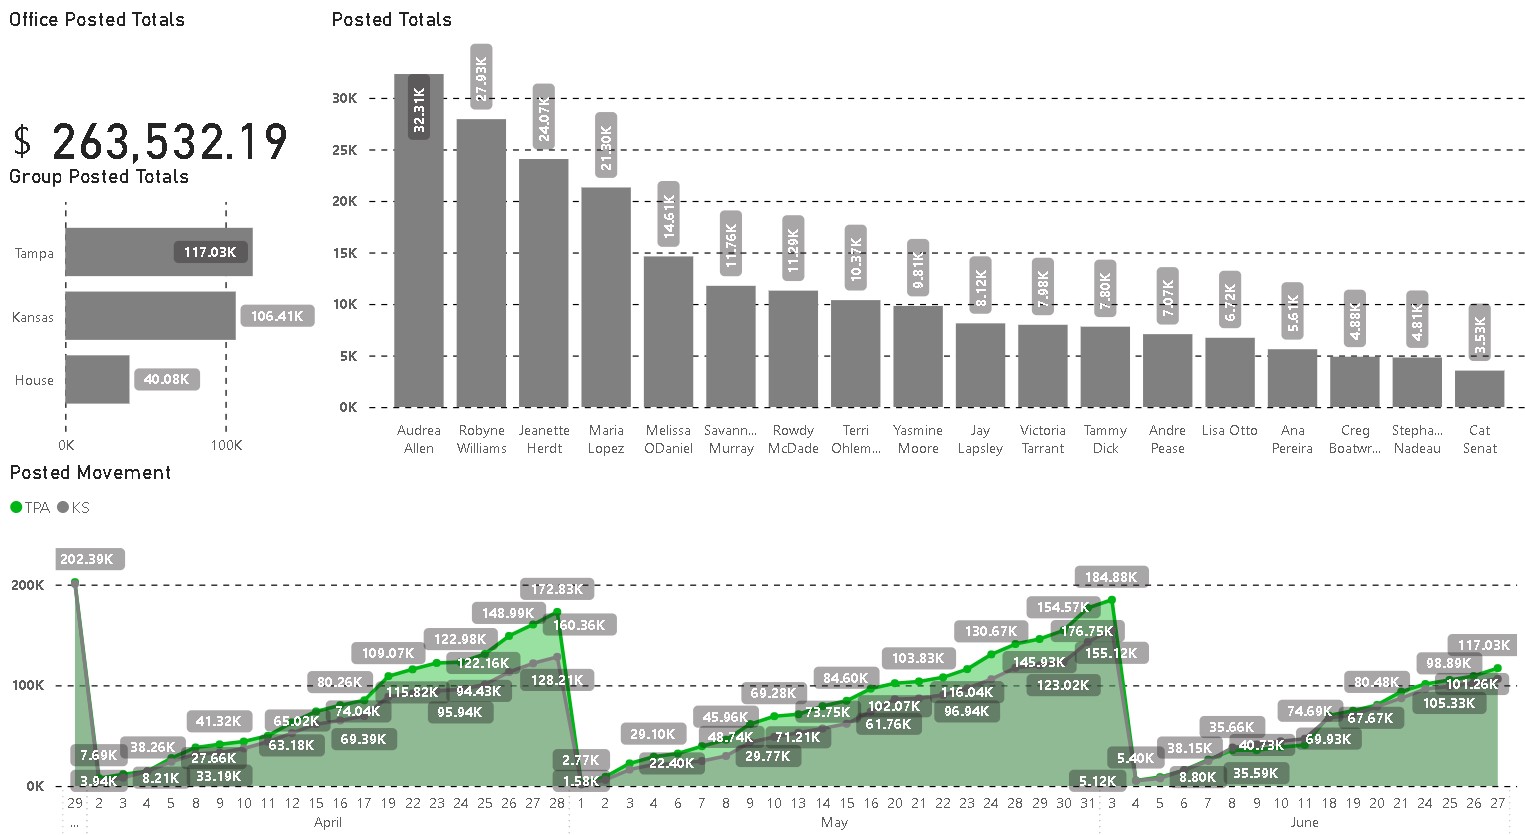 Office Posted Totals
$ 263,532.19
Group Posted Totals
Tampa 117.03K
Kansas 106.41K
House 40.08K
0K 100K
Posted Totals
30K
25K
20K
15K
10K
5K
0K
32.31K 27.93K 24.07K 21.30K 14.61K 11.76K 11.29K 10.37K 9.81K 8.12K 7.98K 7.80K 7.07K 6.72K 5.61K 4.88K 4.81K 3.53K
Audrea Robyne Jeanette Maria Melissa Savann... Rowdy Terri Yasmine Jay Victoria Tammy Andre Lisa Otto Ana Creg Stepha... Cat
Allen Williams Herdt Lopez ODaniel Murray McDade Ohlem... Moore Lapsley Tarrant Dick Pease Pereira Boatwr... Nadeau Senat
Posted Movement
TPA KS
200K
100K
0K
202.39K 7.69K 3.94K 38.26K 8.21K 41.32K 27.66K 33.19K 65.02K 63.18K 80.26K 74.04K 69.39K 109.07K 115.82K 122.98K 95.94K 122.16K 94.43K 148.99K 172.83K 160.36K 128.21K
2.77K 1.58K 29.10K 22.40K 45.96K 48.74K 69.28K 29.77K 71.21K 73.75K 84.60K 102.07K 61.76K 103.83K 116.04K 96.94K 130.67K 145.93K 154.57K 123.02K 176.75K
184.88K 155.12K 5.12K 5.40K 38.15K 8.80K 35.66K 40.73K 35.59K 74.69K 69.93K 67.67K 80.48K 98.89K 105.33K 101.26K 117.03K
29 2 3 4 5 8 9 10 11 12 15 16 17 19 22 23 24 25 26 27 28 1 2 3 4 6 7 8 9 10 13 14 15 16 20 21 22 23 24 28 29 30 31 3 4 5 6 7 8 9 10 11 18 19 20 21 24 25 26 27
... April May June